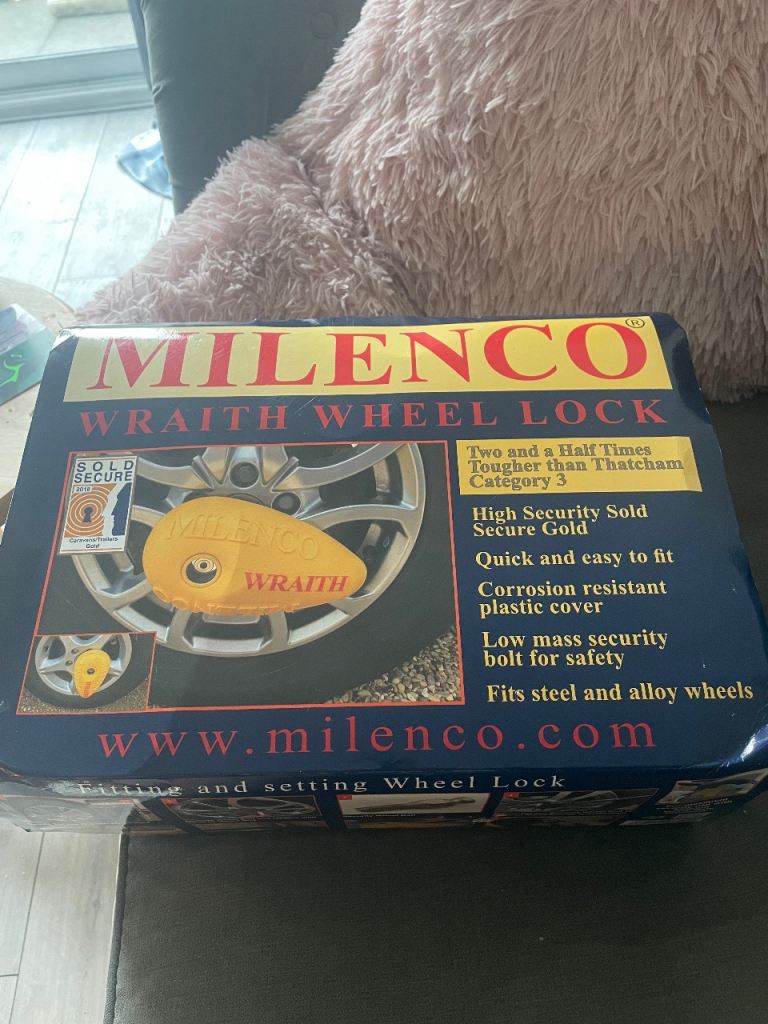 MILENCO®
WRAITH WHEEL LOCK
SOLD
SECURE
2010
Caravans/Trailers
Gold
MILENCO
WRAITH
MILENCO
Two and a Half Times
Tougher than Thatcham
Category 3
High Security Sold
Secure Gold
Quick and easy to fit
Corrosion resistant
plastic cover
Low mass security
bolt for safety
Fits steel and alloy wheels
www.milenco.com
Fitting and setting Wheel Lock